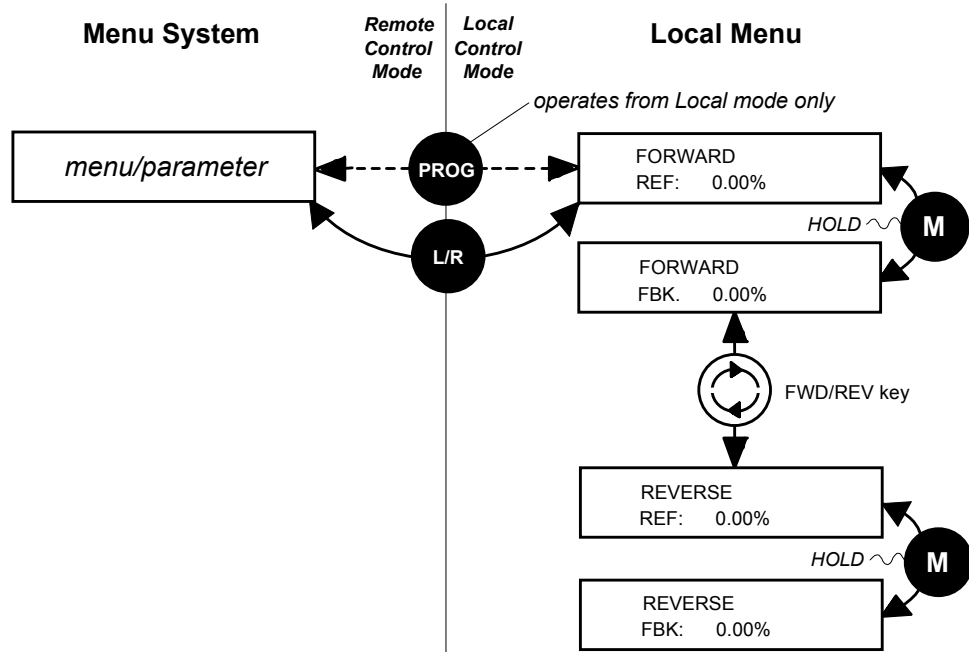 Menu System
Remote
Control
Mode
Local
Control
Mode
Local Menu
operates from Local mode only
menu/parameter
PROG
FORWARD
REF: 0.00%
HOLD
M
L/R
FORWARD
FBK. 0.00%
FWD/REV key
REVERSE
REF: 0.00%
HOLD
M
REVERSE
FBK: 0.00%